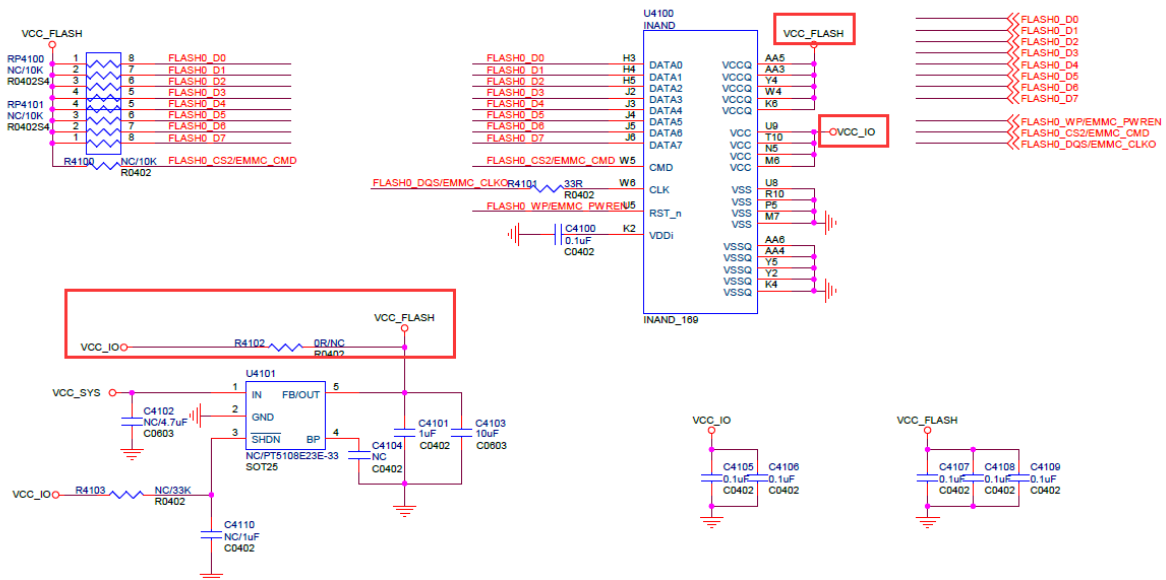 VCC_FLASH
RP4100
NC/10K
R0402S4
RP4101
NC/10K
R0402S4
1 8 FLASH0_D0
2 7 FLASH0_D1
3 6 FLASH0_D2
4 5 FLASH0_D3
4 5 FLASH0_D4
3 6 FLASH0_D5
2 7 FLASH0_D6
1 8 FLASH0_D7
R4100 NC/10K FLASH0_CS2/EMMC_CMD
R0402
U4100
INAND
FLASH0_D0 H3 DATA0
FLASH0_D1 H4 DATA1
FLASH0_D2 H5 DATA2
FLASH0_D3 J2 DATA3
FLASH0_D4 J3 DATA4
FLASH0_D5 J4 DATA5
FLASH0_D6 J5 DATA6
FLASH0_D7 J6 DATA7
FLASH0_CS2/EMMC_CMD W5 CMD
FLASH0_DQS/EMMC_CLKO R4101 33R W6 CLK
R0402
FLASH0_WP/EMMC_PWREN U5 RST_n
C4100 K2 VDDi
0.1uF
C0402
VCC_FLASH
VCCQ AA5
VCCQ AA3
VCCQ Y4
VCCQ W4
VCCQ K6
VCC U9 VCC_IO
VCC T10
VCC N5
VCC M6
VSS U8
VSS R10
VSS P5
VSS M7
VSSQ AA6
VSSQ AA4
VSSQ Y5
VSSQ Y2
VSSQ K4
INAND_169
FLASH0_D0
FLASH0_D1
FLASH0_D2
FLASH0_D3
FLASH0_D4
FLASH0_D5
FLASH0_D6
FLASH0_D7
FLASH0_WP/EMMC_PWREN
FLASH0_CS2/EMMC_CMD
FLASH0_DQS/EMMC_CLKO
VCC_FLASH
VCC_IO R4102 0R/NC
R0402
U4101
VCC_SYS 1 IN FB/OUT 5
2 GND
3 SHDN BP 4
NC/PT5108E23E-33
SOT25
C4102
NC/4.7uF
C0603
C4104
NC
C0402
C4101
1uF
C0402
C4103
10uF
C0603
VCC_IO R4103 NC/33K
R0402
C4110
NC/1uF
C0402
VCC_IO
C4105
0.1uF
C0402
C4106
0.1uF
C0402
VCC_FLASH
C4107
0.1uF
C0402
C4108
0.1uF
C0402
C4109
0.1uF
C0402